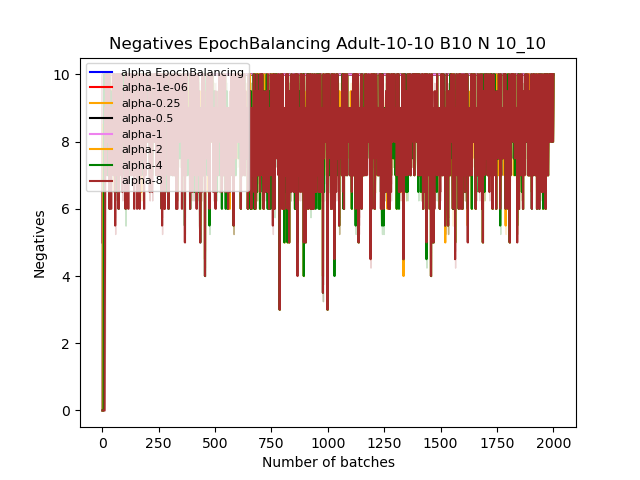 Negatives EpochBalancing Adult-10-10 B10 N 10_10
10
8
6
4
2
0
Negatives
alpha EpochBalancing
alpha-1e-06
alpha-0.25
alpha-0.5
alpha-1
alpha-2
alpha-4
alpha-8
0 250 500 750 1000 1250 1500 1750 2000
Number of batches